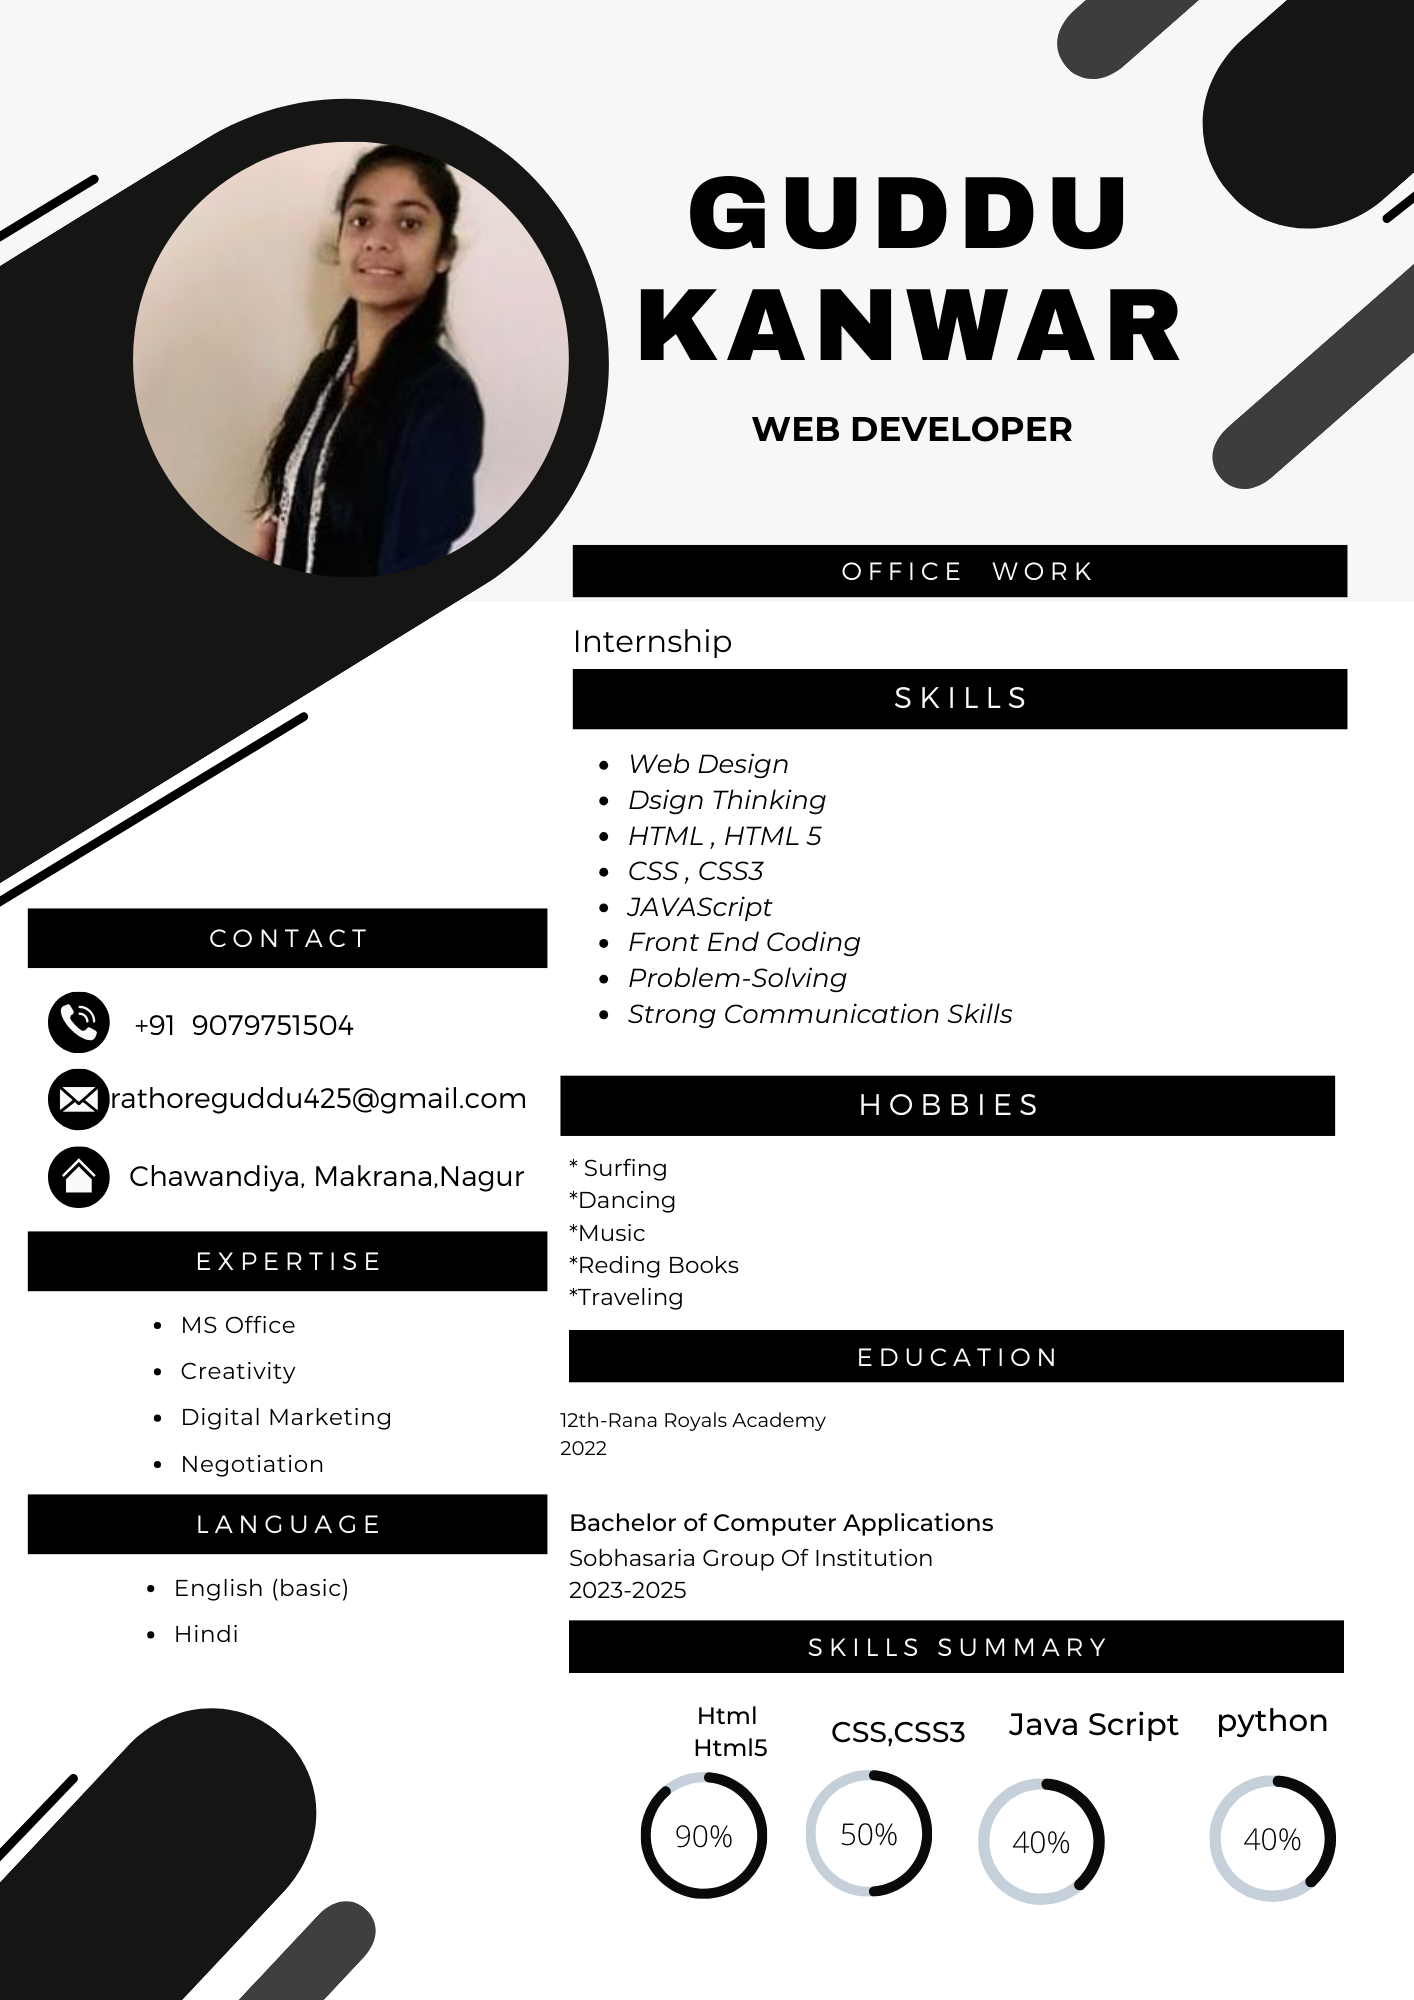 GUDDU
KANWAR
WEB DEVELOPER
OFFICE WORK
Internship
SKILLS
Web Design
Dsign Thinking
HTML , HTML 5
CSS , CSS3
JAVAScript
Front End Coding
Problem-Solving
Strong Communication Skills
CONTACT
+91 9079751504
rathoreguddu425@gmail.com
Chawandiya, Makrana,Nagur
EXPERTISE
MS Office
Creativity
Digital Marketing
Negotiation
LANGUAGE
English (basic)
Hindi
HOBBIES
* Surfing
*Dancing
*Music
*Reding Books
*Traveling
EDUCATION
12th-Rana Royals Academy
2022
Bachelor of Computer Applications
Sobhasaria Group Of Institution
2023-2025
SKILLS SUMMARY
Html
Html5
CSS,CSS3
Java Script
python
90%
50%
40%
40%